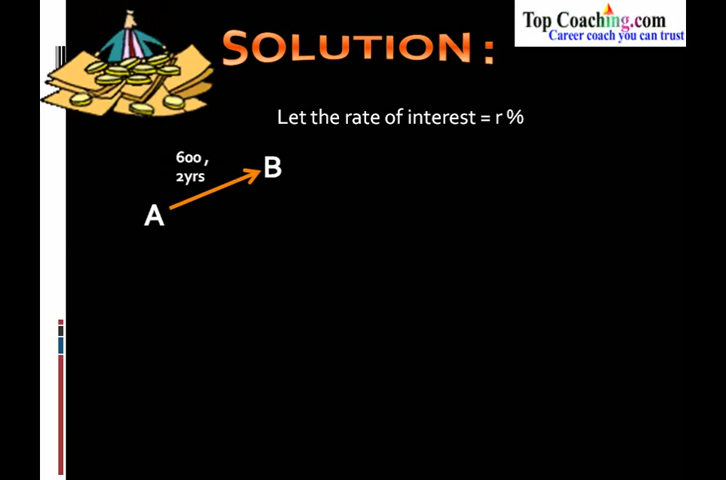 Top Coaching.com
Career coach you can trust
SOLUTION :
Let the rate of interest = r %
600 ,
2yrs
B
A